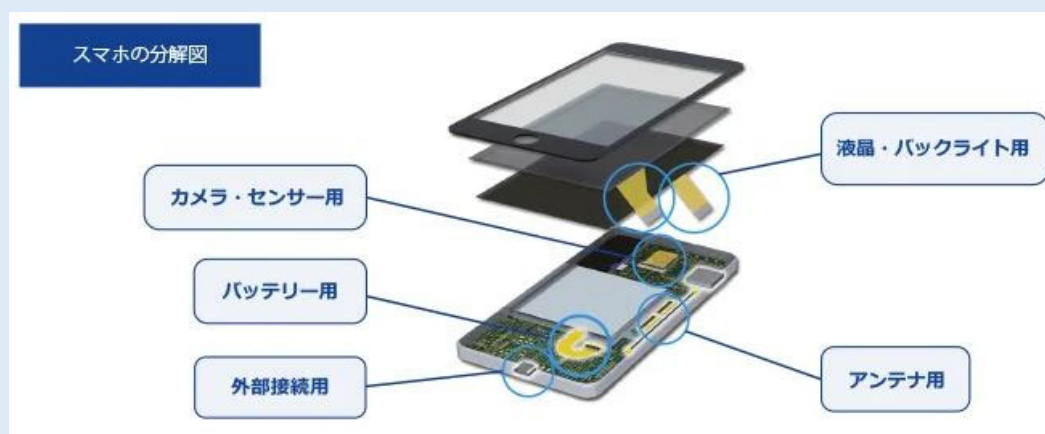 スマホの分解図
液晶・バックライト用
カメラ・センサー用
バッテリー用
外部接続用
アンテナ用